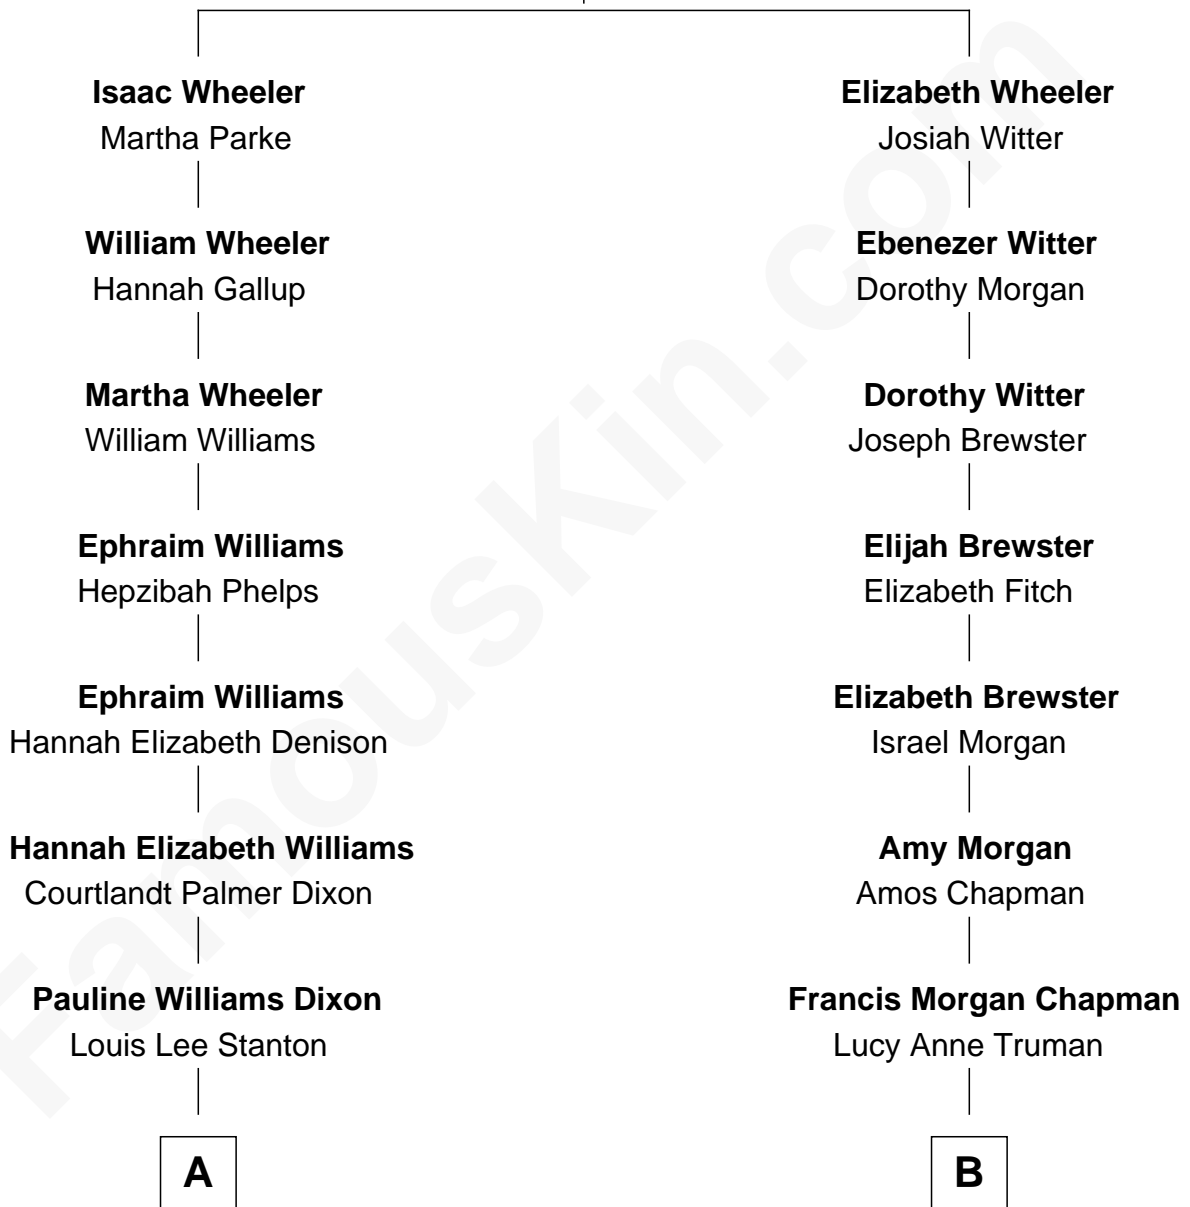 Isaac Wheeler
Martha Parke
William Wheeler
Hannah Gallup
Martha Wheeler
William Williams
Ephraim Williams
Hepzibah Phelps
Ephraim Williams
Hannah Elizabeth Denison
Hannah Elizabeth Williams
Courtlandt Palmer Dixon
Pauline Williams Dixon
Louis Lee Stanton
A
Elizabeth Wheeler
Josiah Witter
Ebenezer Witter
Dorothy Morgan
Dorothy Witter
Joseph Brewster
Elijah Brewster
Elizabeth Fitch
Elizabeth Brewster
Israel Morgan
Amy Morgan
Amos Chapman
Francis Morgan Chapman
Lucy Anne Truman
B
FamousKin.com